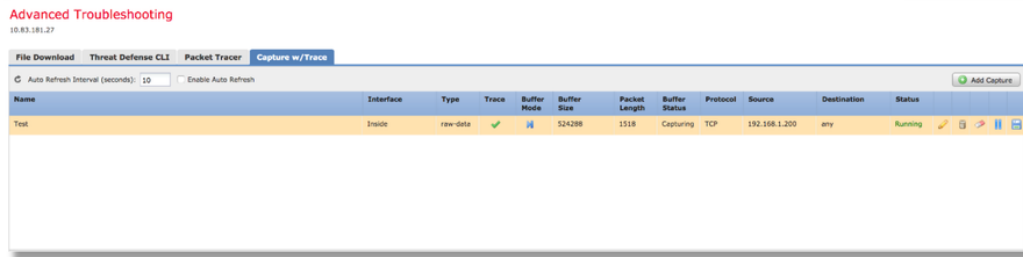 Advanced Troubleshooting
10.83.181.27
File Download Threat Defense CLI Packet Tracer Capture w/Trace
Auto Refresh Interval (seconds): 10 Enable Auto Refresh Add Capture
Name Interface Type Trace Buffer Mode Buffer Size Packet Length Buffer Status Protocol Source Destination Status
Test Inside raw-data 524288 1518 Capturing TCP 192.168.1.200 any Running